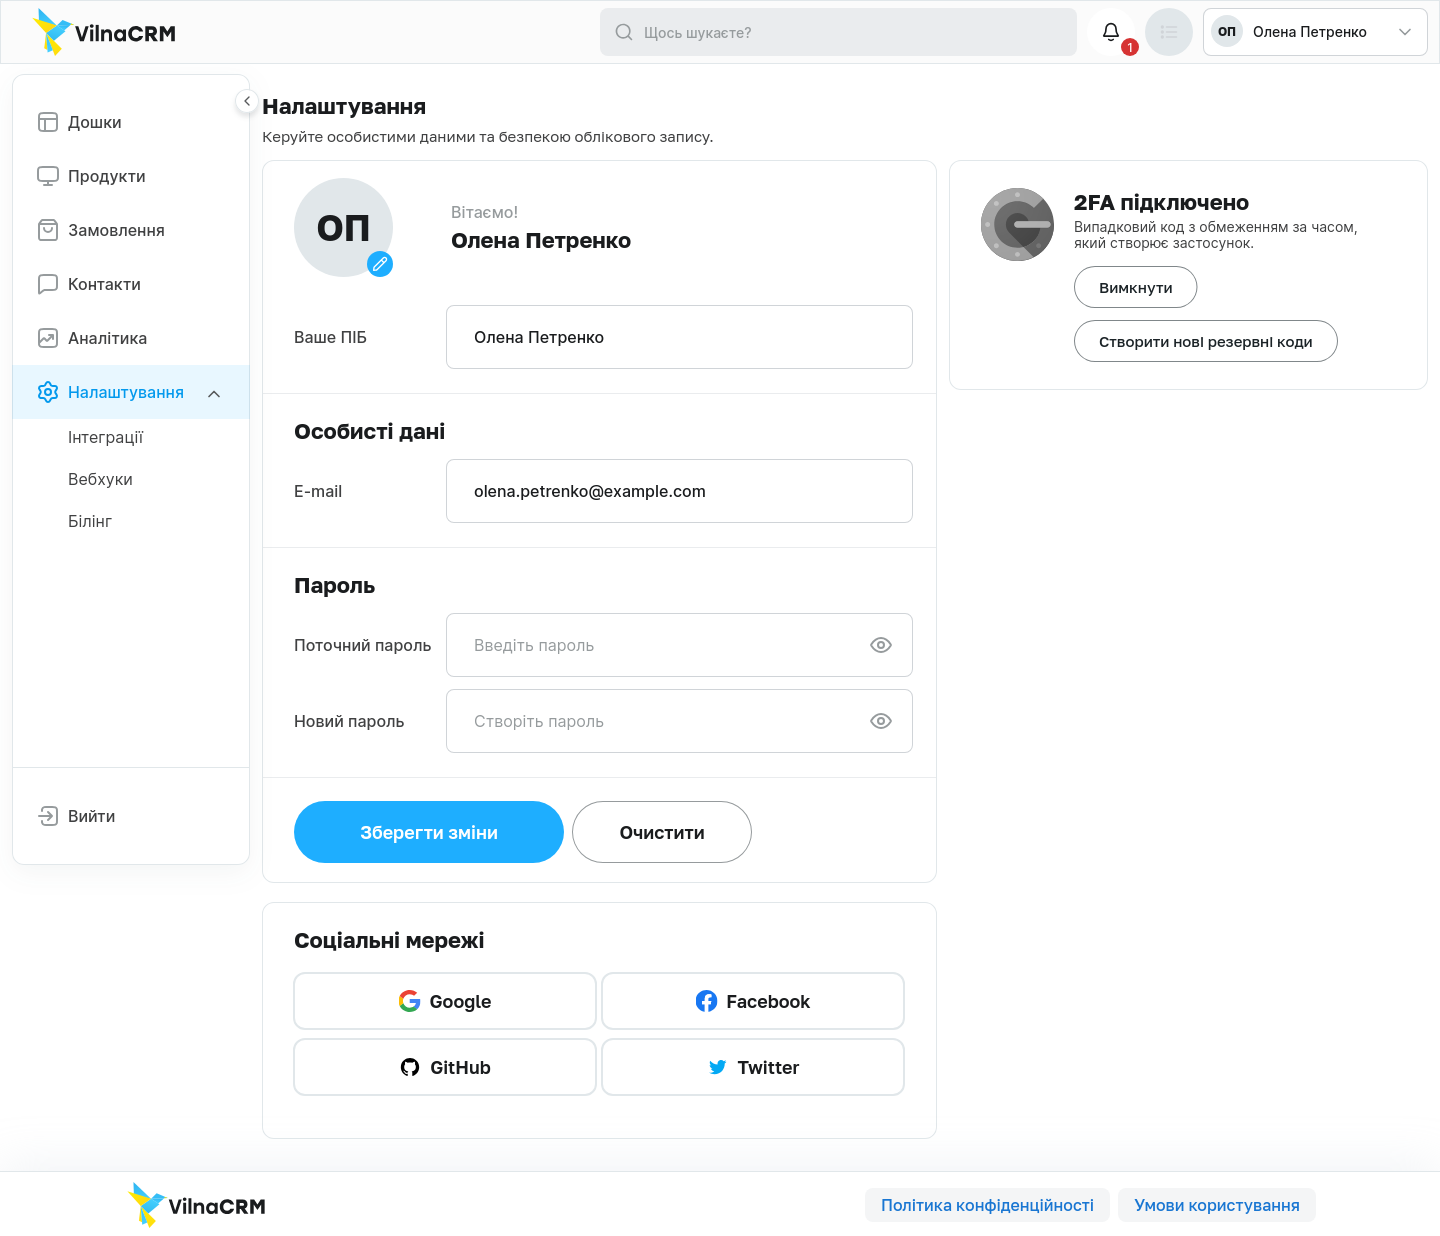 VilnaCRM
Щось шукаєте?
1
ОП
Олена Петренко
Дошки
Продукти
Замовлення
Контакти
Аналітика
Налаштування
Інтеграції
Вебхуки
Білінг
Вийти
Налаштування
Керуйте особистими даними та безпекою облікового запису.
ОП
Вітаємо!
Олена Петренко
Ваше ПІБ
Олена Петренко
Особисті дані
E-mail
olena.petrenko@example.com
Пароль
Поточний пароль
Введіть пароль
Новий пароль
Створіть пароль
Зберегти зміни
Очистити
2FA підключено
Випадковий код з обмеженням за часом,
який створює застосунок.
Вимкнути
Створити нові резервні коди
Соціальні мережі
Google
Facebook
GitHub
Twitter
VilnaCRM
Політика конфіденційності
Умови користування